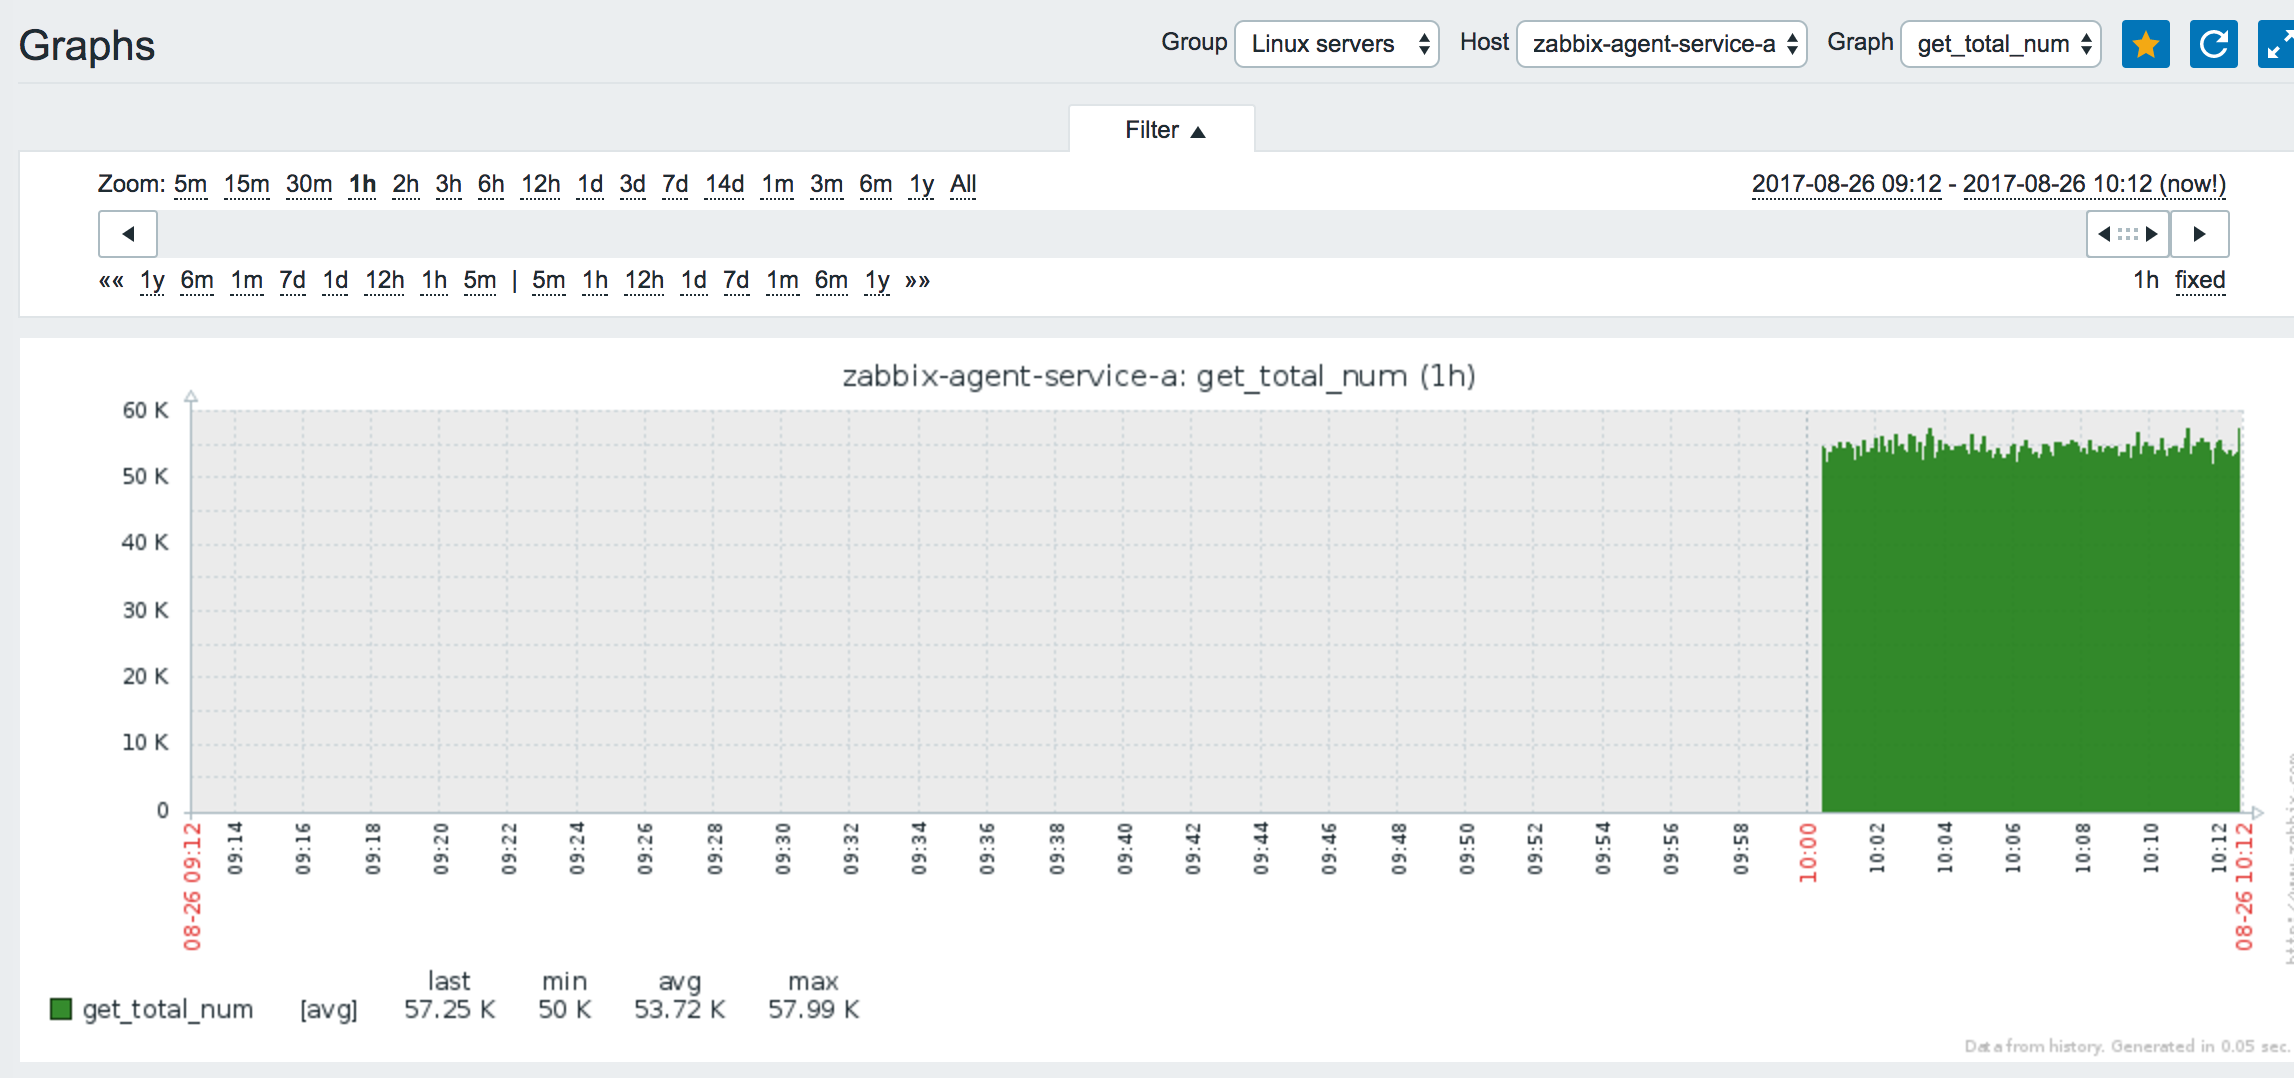 Graphs
Group Linux servers Host zabbix-agent-service-a Graph get_total_num
Filter ▲
Zoom: 5m 15m 30m 1h 2h 3h 6h 12h 1d 3d 7d 14d 1m 3m 6m 1y All
2017-08-26 09:12 - 2017-08-26 10:12 (now!)
«« 1y 6m 1m 7d 1d 12h 1h 5m | 5m 1h 12h 1d 7d 1m 6m 1y »»
1h fixed
zabbix-agent-service-a: get_total_num (1h)
60 K
50 K
40 K
30 K
20 K
10 K
0
08-26 09:12 09:14 09:16 09:18 09:20 09:22 09:24 09:26 09:28 09:30 09:32 09:34 09:36 09:38 09:40 09:42 09:44 09:46 09:48 09:50 09:52 09:54 09:56 09:58 10:00 10:02 10:04 10:06 10:08 10:10 10:12 08-26 10:12
last min avg max
get_total_num [avg] 57.25 K 50 K 53.72 K 57.99 K
Data from history. Generated in 0.05 sec.